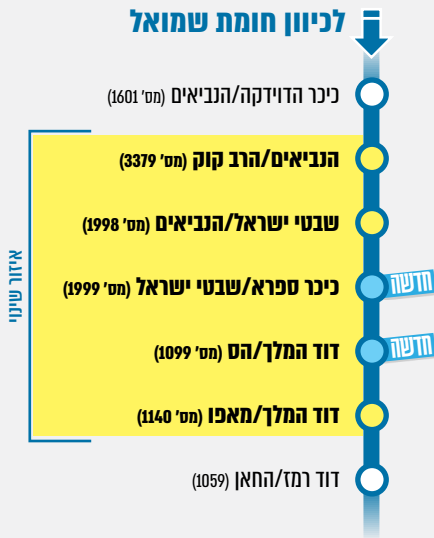 לכיוון חומת שמואל
כיכר הדוידקה/הנביאים (מס' 1601)
הנביאים/הרב קוק (מס' 3379)
שבטי ישראל/הנביאים (מס' 1998)
כיכר ספרא/שבטי ישראל (מס' 1999)
חדשה
דוד המלך/הס (מס' 1099)
חדשה
דוד המלך/מאפו (מס' 1140)
דוד רמז/החאן (1059)
איזור שינוי